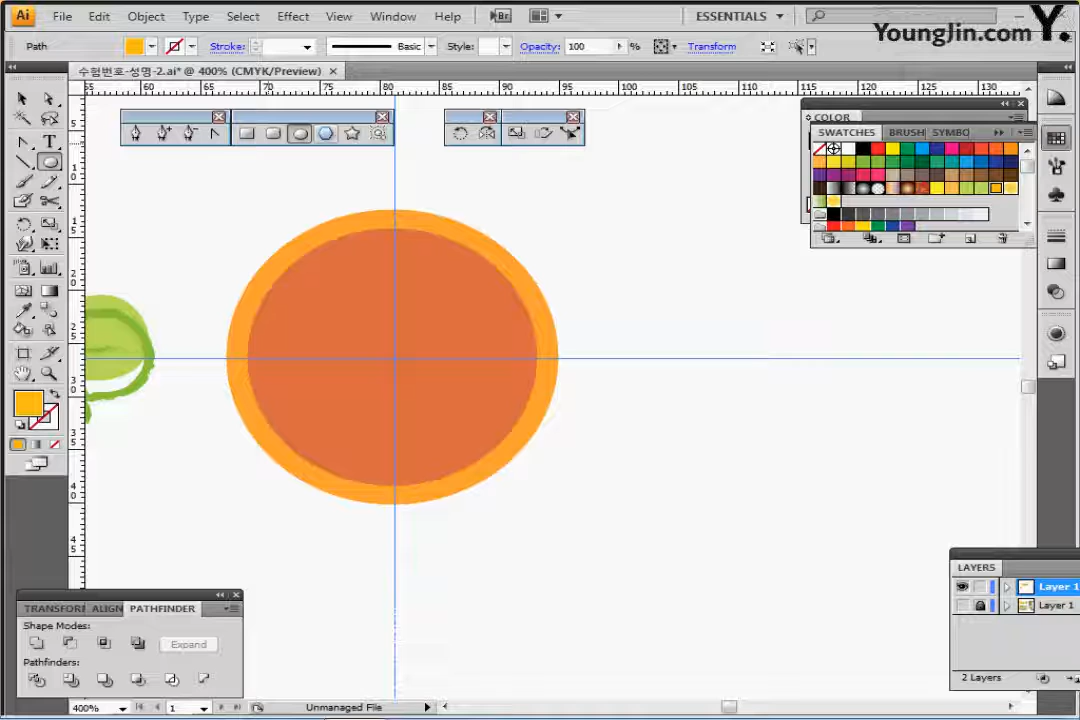 Ai File Edit Object Type Select Effect View Window Help Br ESSENTIALS
YoungJin.com Y.
Path Stroke: Basic Style: Opacity: 100 % Transform
수험번호-성명-2.ai* @ 400% (CMYK/Preview)
60 65 70 75 80 85 90 95 100 105 110 115 120 125 130
COLOR
SWATCHES BRUSH SYMBO
LAYERS
Layer 1
Layer 1
2 Layers
TRANSFORI ALIGN PATHFINDER
Shape Modes:
Expand
Pathfinders:
400% 1 Unmanaged File